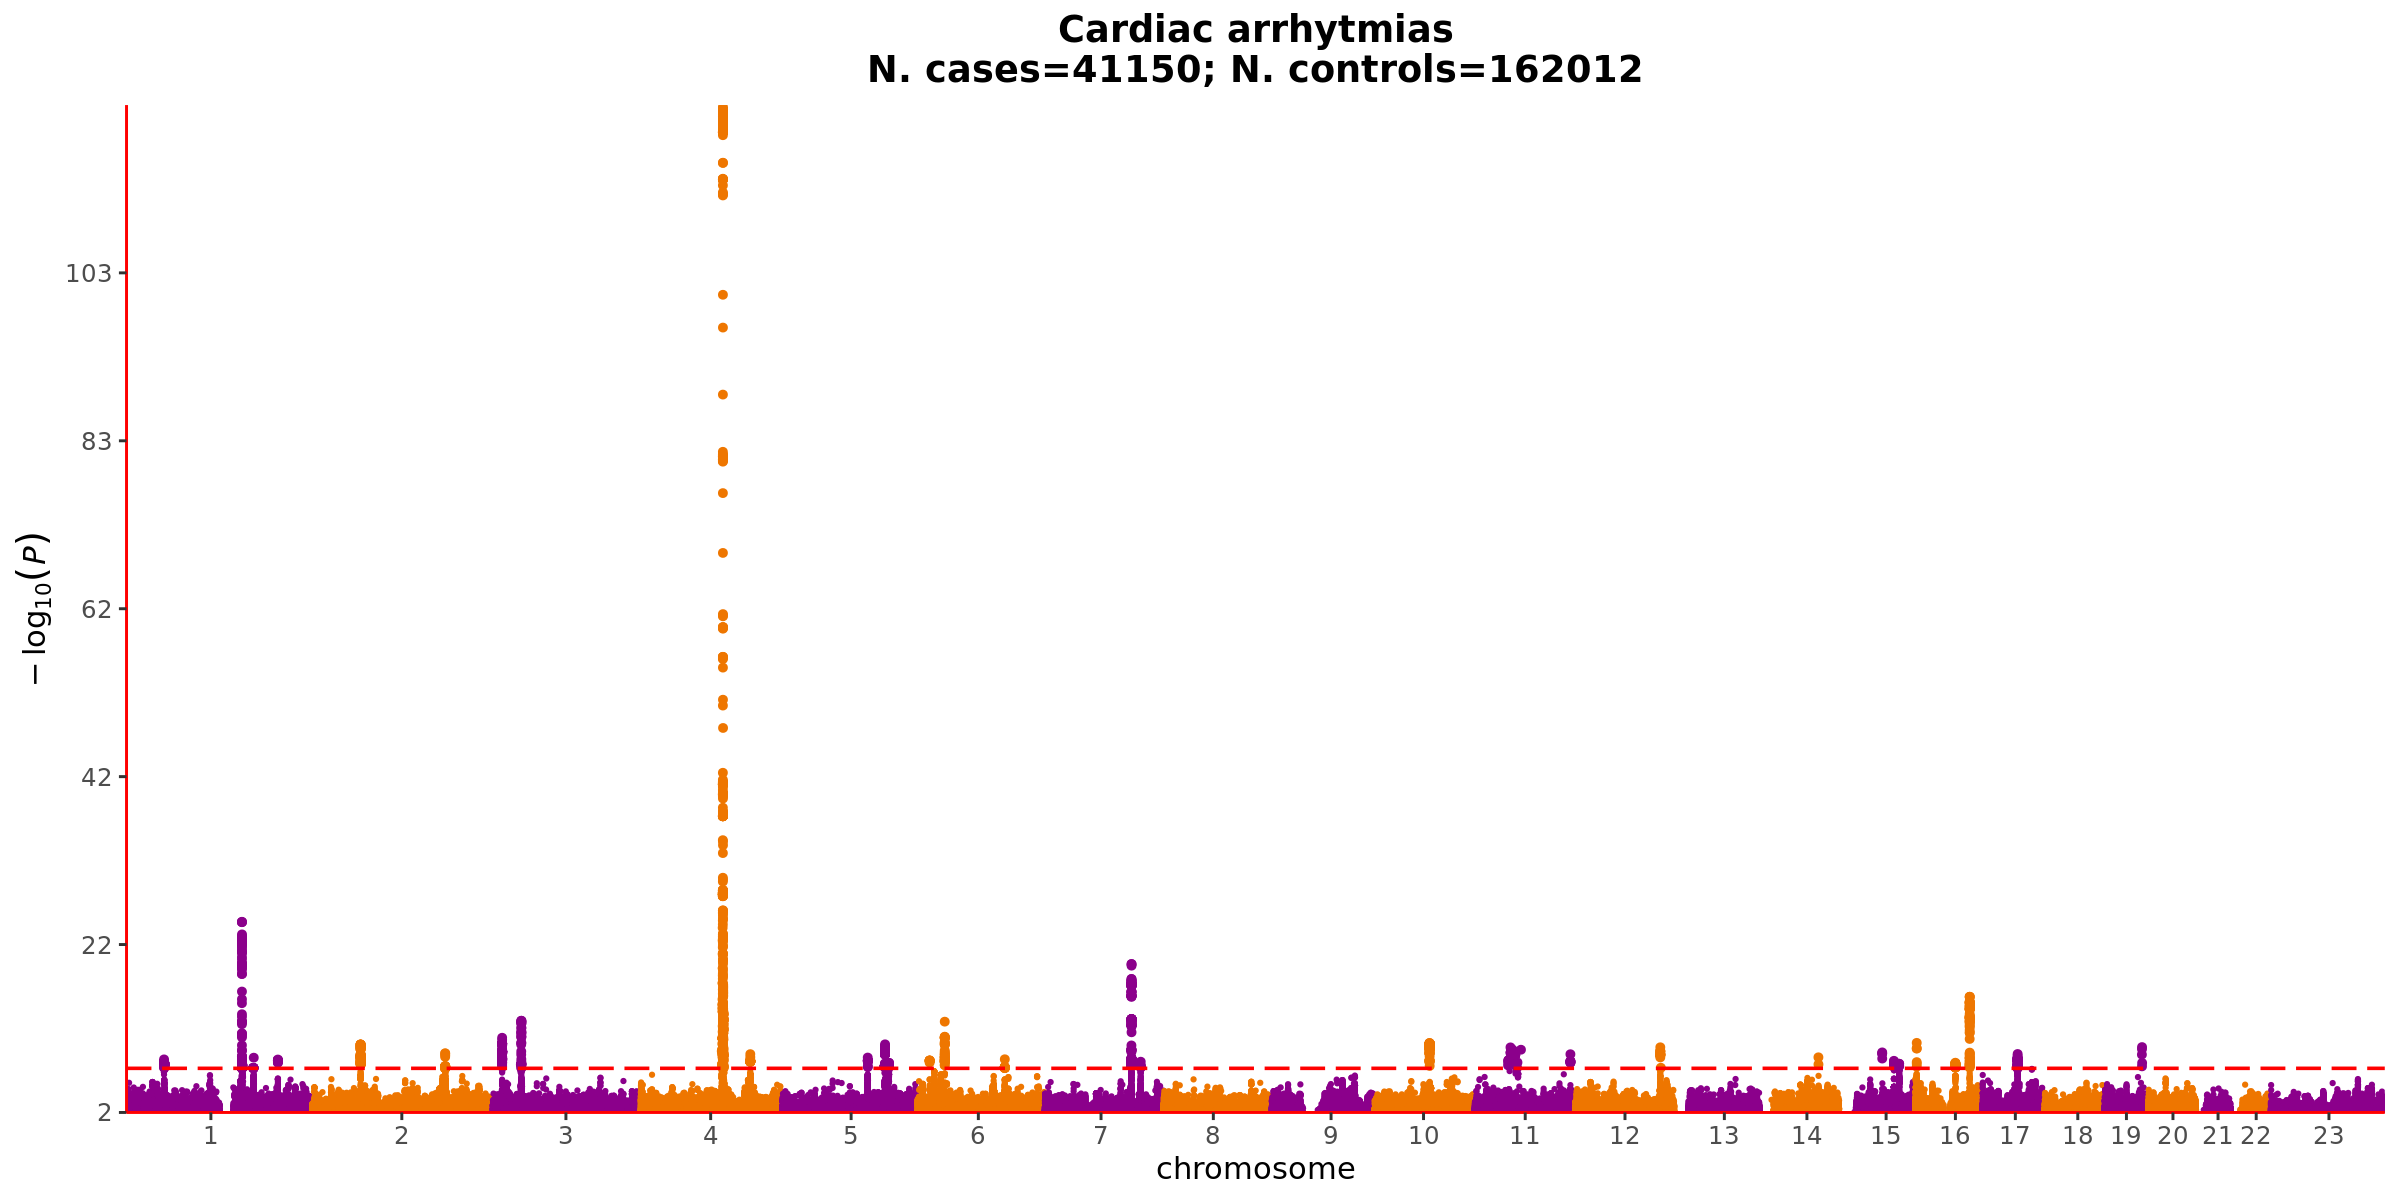 Cardiac arrhytmias
N. cases=41150; N. controls=162012
103
83
62
42
22
2
−log10(P)
1 2 3 4 5 6 7 8 9 10 11 12 13 14 15 16 17 18 19 20 21 22 23
chromosome